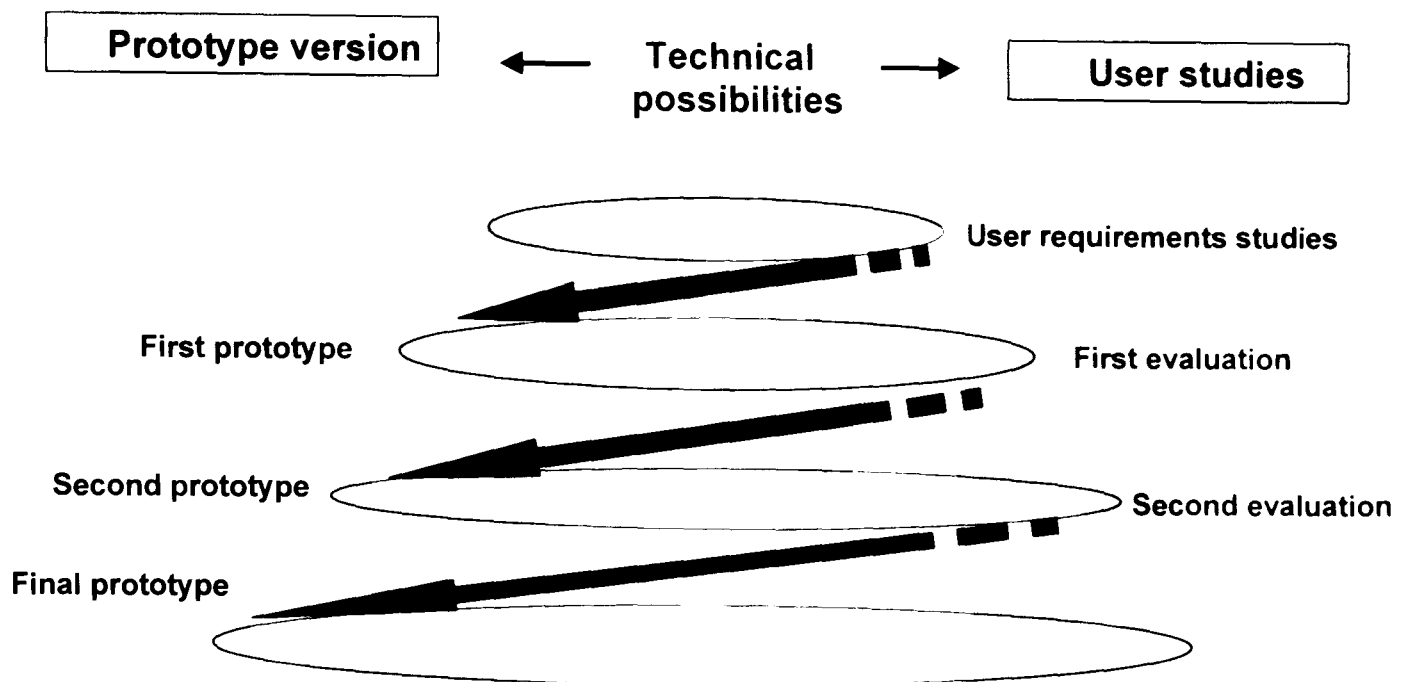 Prototype version
Technical
possibilities
User studies
User requirements studies
First prototype
First evaluation
Second prototype
Second evaluation
Final prototype